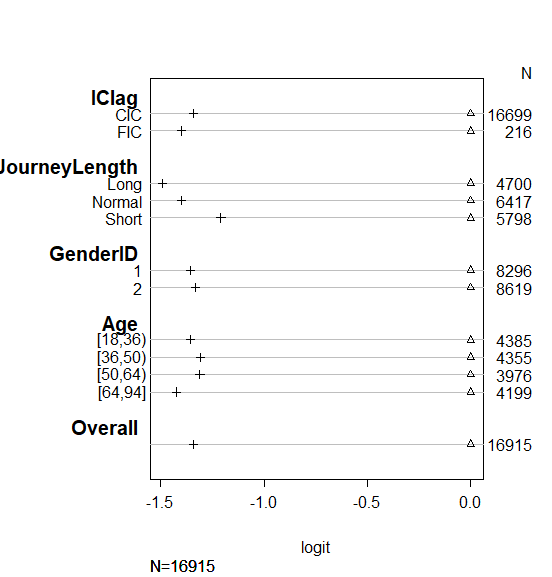 N
IClag
CIC 16699
FIC 216
JourneyLength
Long 4700
Normal 6417
Short 5798
GenderID
1 8296
2 8619
Age
[18,36) 4385
[36,50) 4355
[50,64) 3976
[64,94] 4199
Overall
16915
-1.5 -1.0 -0.5 0.0
logit
N=16915